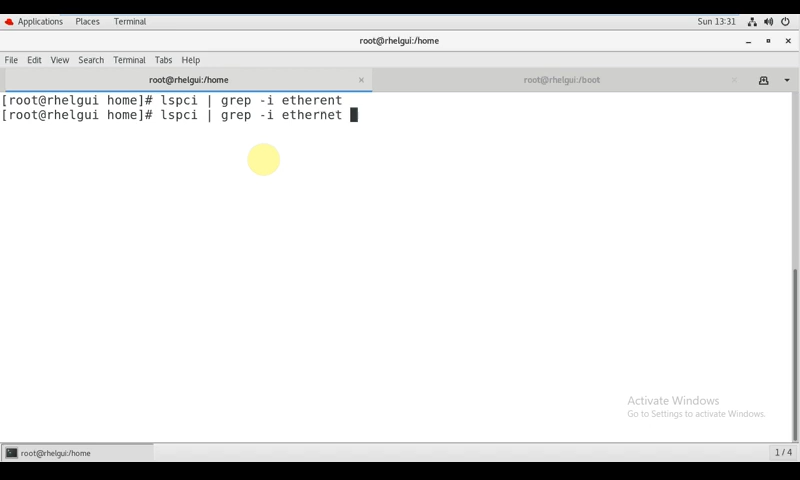 Applications Places Terminal Sun 13:31
root@rhelgui:/home
File Edit View Search Terminal Tabs Help
root@rhelgui:/home root@rhelgui:/boot
[root@rhelgui home]# lspci | grep -i etherent
[root@rhelgui home]# lspci | grep -i ethernet
Activate Windows
Go to Settings to activate Windows.
root@rhelgui:/home 1 / 4